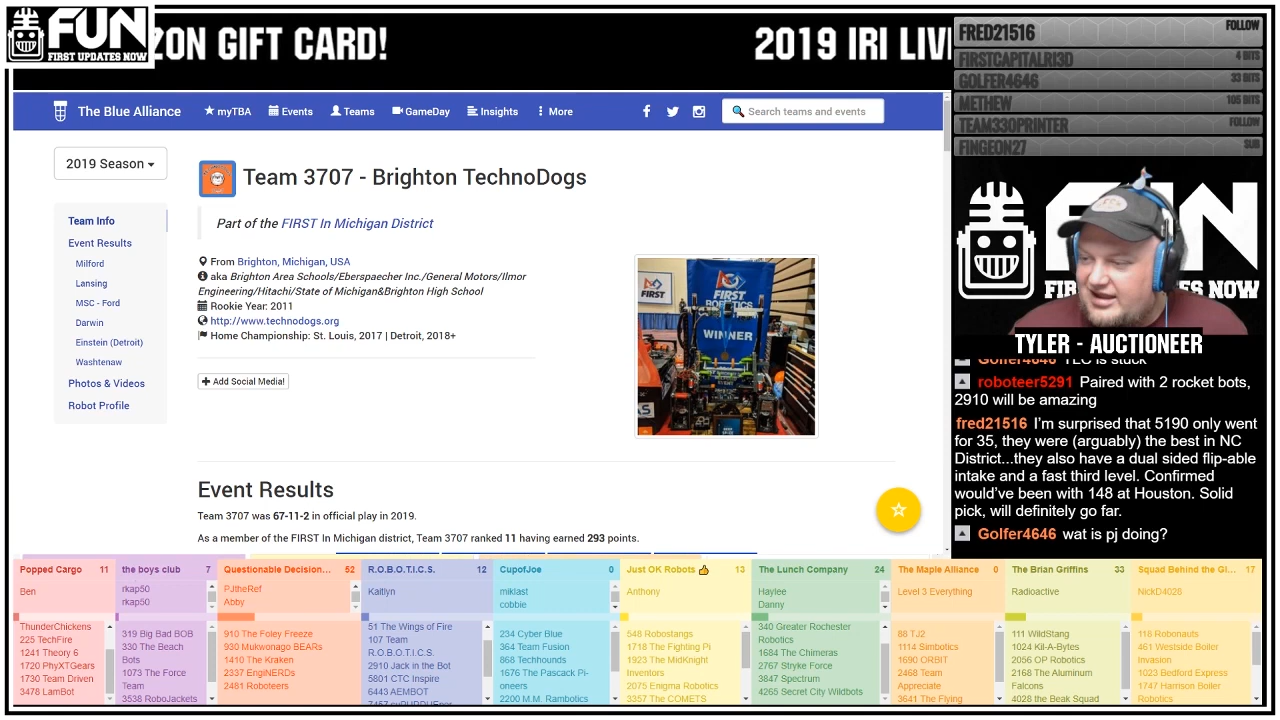 FUN
FIRST UPDATES NOW
ZON GIFT CARD!
2019 IRI LIV
FRED21516 FOLLOW
FIRSTCAPITALRI3D 4 BITS
GOLFER4646 33 BITS
METHEW 105 BITS
TEAM330PRINTER FOLLOW
FINGEON27 SUB
The Blue Alliance
myTBA
Events
Teams
GameDay
Insights
More
Search teams and events
2019 Season
Team Info
Event Results
Milford
Lansing
MSC - Ford
Darwin
Einstein (Detroit)
Washtenaw
Photos & Videos
Robot Profile
Team 3707 - Brighton TechnoDogs
Part of the FIRST In Michigan District
From Brighton, Michigan, USA
aka Brighton Area Schools/Eberspaecher Inc./General Motors/Ilmor
Engineering/Hitachi/State of Michigan&Brighton High School
Rookie Year: 2011
http://www.technodogs.org
Home Championship: St. Louis, 2017 | Detroit, 2018+
Add Social Media!
FIRST
FIRST
ROBOTICS
WINNER
Event Results
Team 3707 was 67-11-2 in official play in 2019.
As a member of the FIRST In Michigan district, Team 3707 ranked 11 having earned 293 points.
TYLER - AUCTIONEER
Golfer4646 TEC is stuck
roboteer5291 Paired with 2 rocket bots,
2910 will be amazing
fred21516 I'm surprised that 5190 only went
for 35, they were (arguably) the best in NC
District...they also have a dual sided flip-able
intake and a fast third level. Confirmed
would've been with 148 at Houston. Solid
pick, will definitely go far.
Golfer4646 wat is pj doing?
Popped Cargo 11
Ben
ThunderChickens
225 TechFire
1241 Theory 6
1720 PhyXTGears
1730 Team Driven
3478 LamBot
the boys club 7
rkap50
rkap50
319 Big Bad BOB
330 The Beach
Bots
1073 The Force
Team
3538 RoboJackets
Questionable Decision... 52
PJtheRef
Abby
910 The Foley Freeze
930 Mukwonago BEARs
1410 The Kraken
2337 EngiNERDs
2481 Roboteers
R.O.B.O.T.I.C.S. 12
Kaitlyn
51 The Wings of Fire
107 Team
R.O.B.O.T.I.C.S.
2910 Jack in the Bot
5801 CTC Inspire
6443 AEMBOT
CupofJoe 0
miklast
cobbie
234 Cyber Blue
364 Team Fusion
868 Techhounds
1676 The Pascack Pi-
oneers
2200 M.M. Rambotics
Just OK Robots 13
Anthony
548 Robostangs
1718 The Fighting Pi
1923 The MidKnight
Inventors
2075 Enigma Robotics
3357 The COMETS
The Lunch Company 24
Haylee
Danny
340 Greater Rochester
Robotics
1684 The Chimeras
2767 Stryke Force
3847 Spectrum
4265 Secret City Wildbots
The Maple Alliance 0
Level 3 Everything
88 TJ2
1114 Simbotics
1690 ORBIT
2468 Team
Appreciate
3641 The Flying
The Brian Griffins 33
Radioactive
111 WildStang
1024 Kil-A-Bytes
2056 OP Robotics
2168 The Aluminum
Falcons
4028 the Beak Squad
Squad Behind the Gl... 17
NickD4028
118 Robonauts
461 Westside Boiler
Invasion
1023 Bedford Express
1747 Harrison Boiler
Robotics